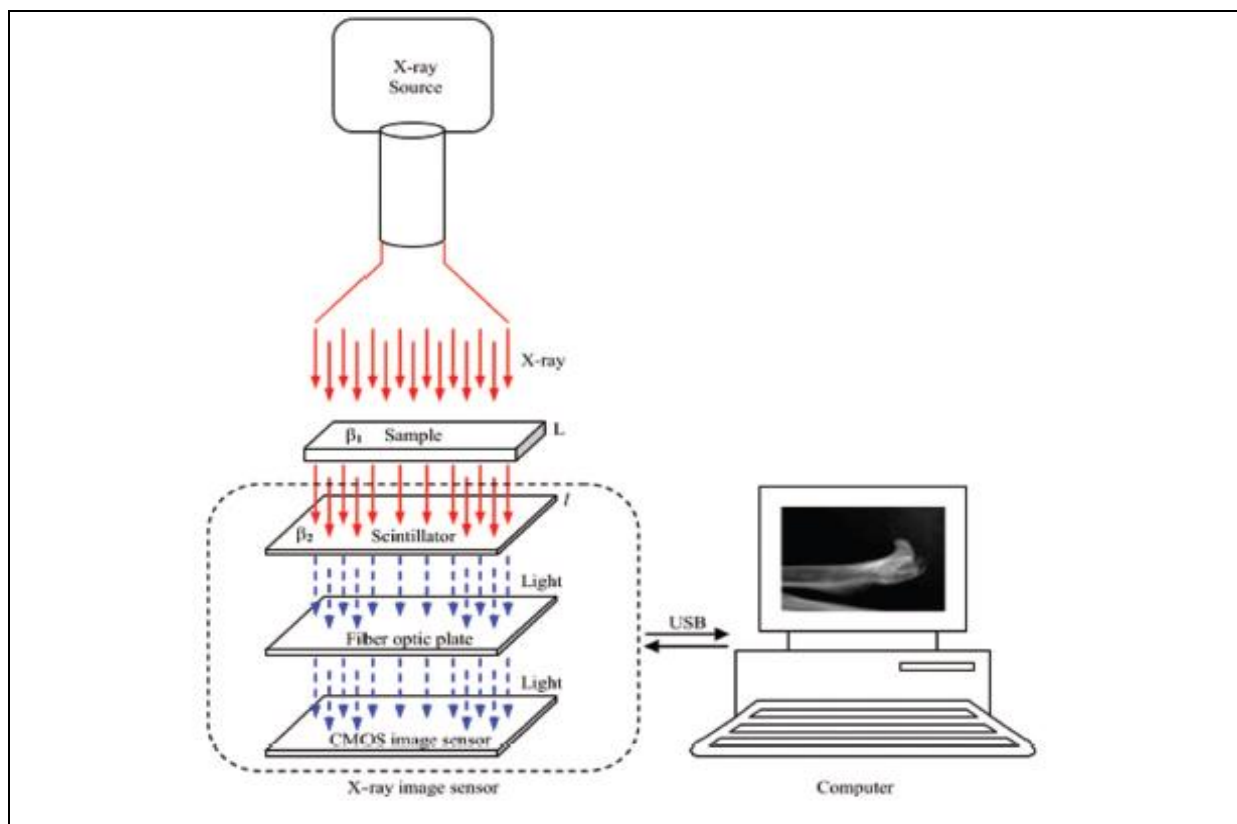 X-ray
Source
X-ray
β₁ Sample L
l
β₂ Scintillator
Light
Fiber optic plate
USB
Light
CMOS image sensor
X-ray image sensor
Computer